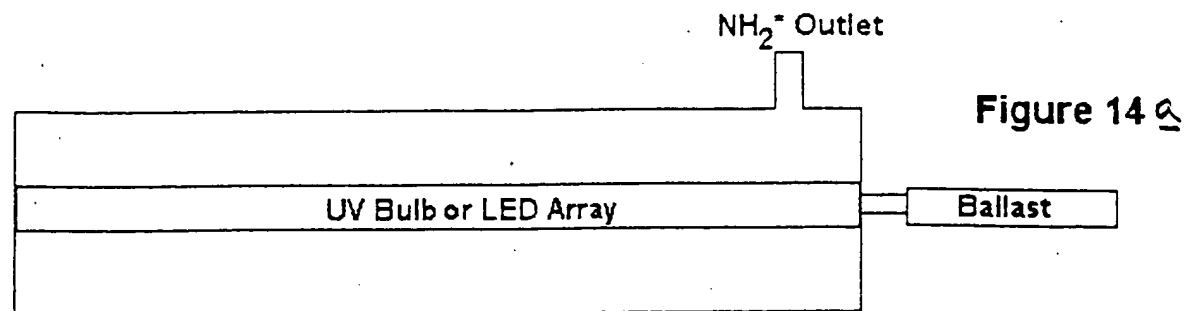 NH₂* Outlet
Figure 14 a
UV Bulb or LED Array
Ballast